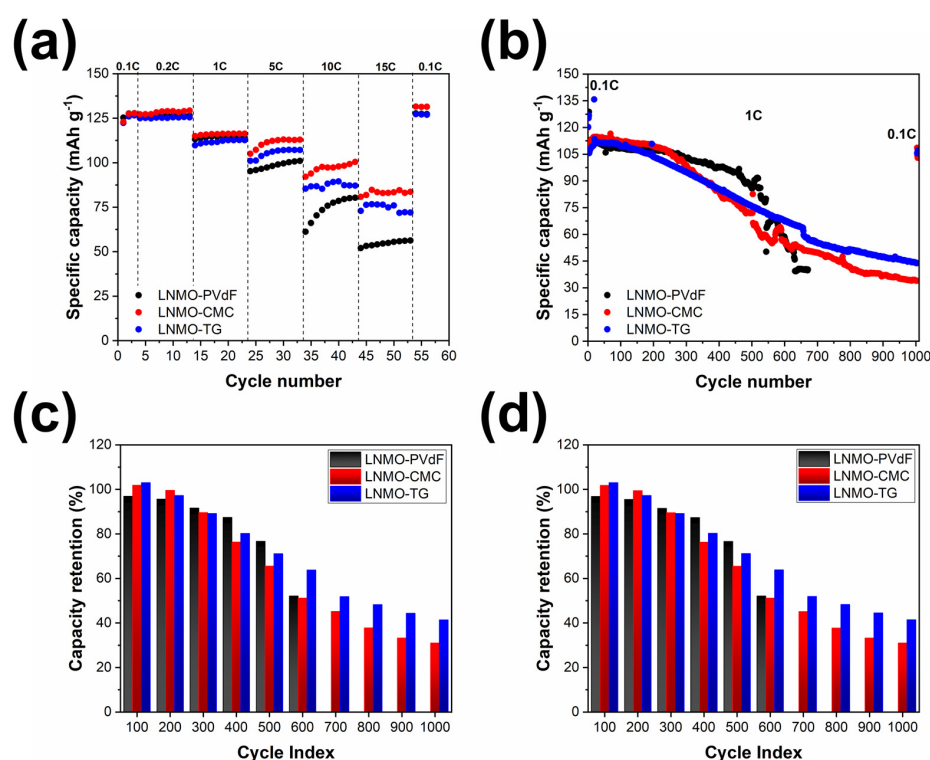 (a)
0.1C 0.2C 1C 5C 10C 15C 0.1C
150
125
100
75
50
25
0
Specific capacity (mAh g-1)
LNMO-PVdF
LNMO-CMC
LNMO-TG
0 5 10 15 20 25 30 35 40 45 50 55 60
Cycle number
(b)
150
135
120
105
90
75
60
45
30
15
0
Specific capacity (mAh g-1)
0.1C
1C
0.1C
LNMO-PVdF
LNMO-CMC
LNMO-TG
0 100 200 300 400 500 600 700 800 900 1000
Cycle number
(c)
120
100
80
60
40
20
0
Capacity retention (%)
LNMO-PVdF
LNMO-CMC
LNMO-TG
100 200 300 400 500 600 700 800 900 1000
Cycle Index
(d)
120
100
80
60
40
20
0
Capacity retention (%)
LNMO-PVdF
LNMO-CMC
LNMO-TG
100 200 300 400 500 600 700 800 900 1000
Cycle Index